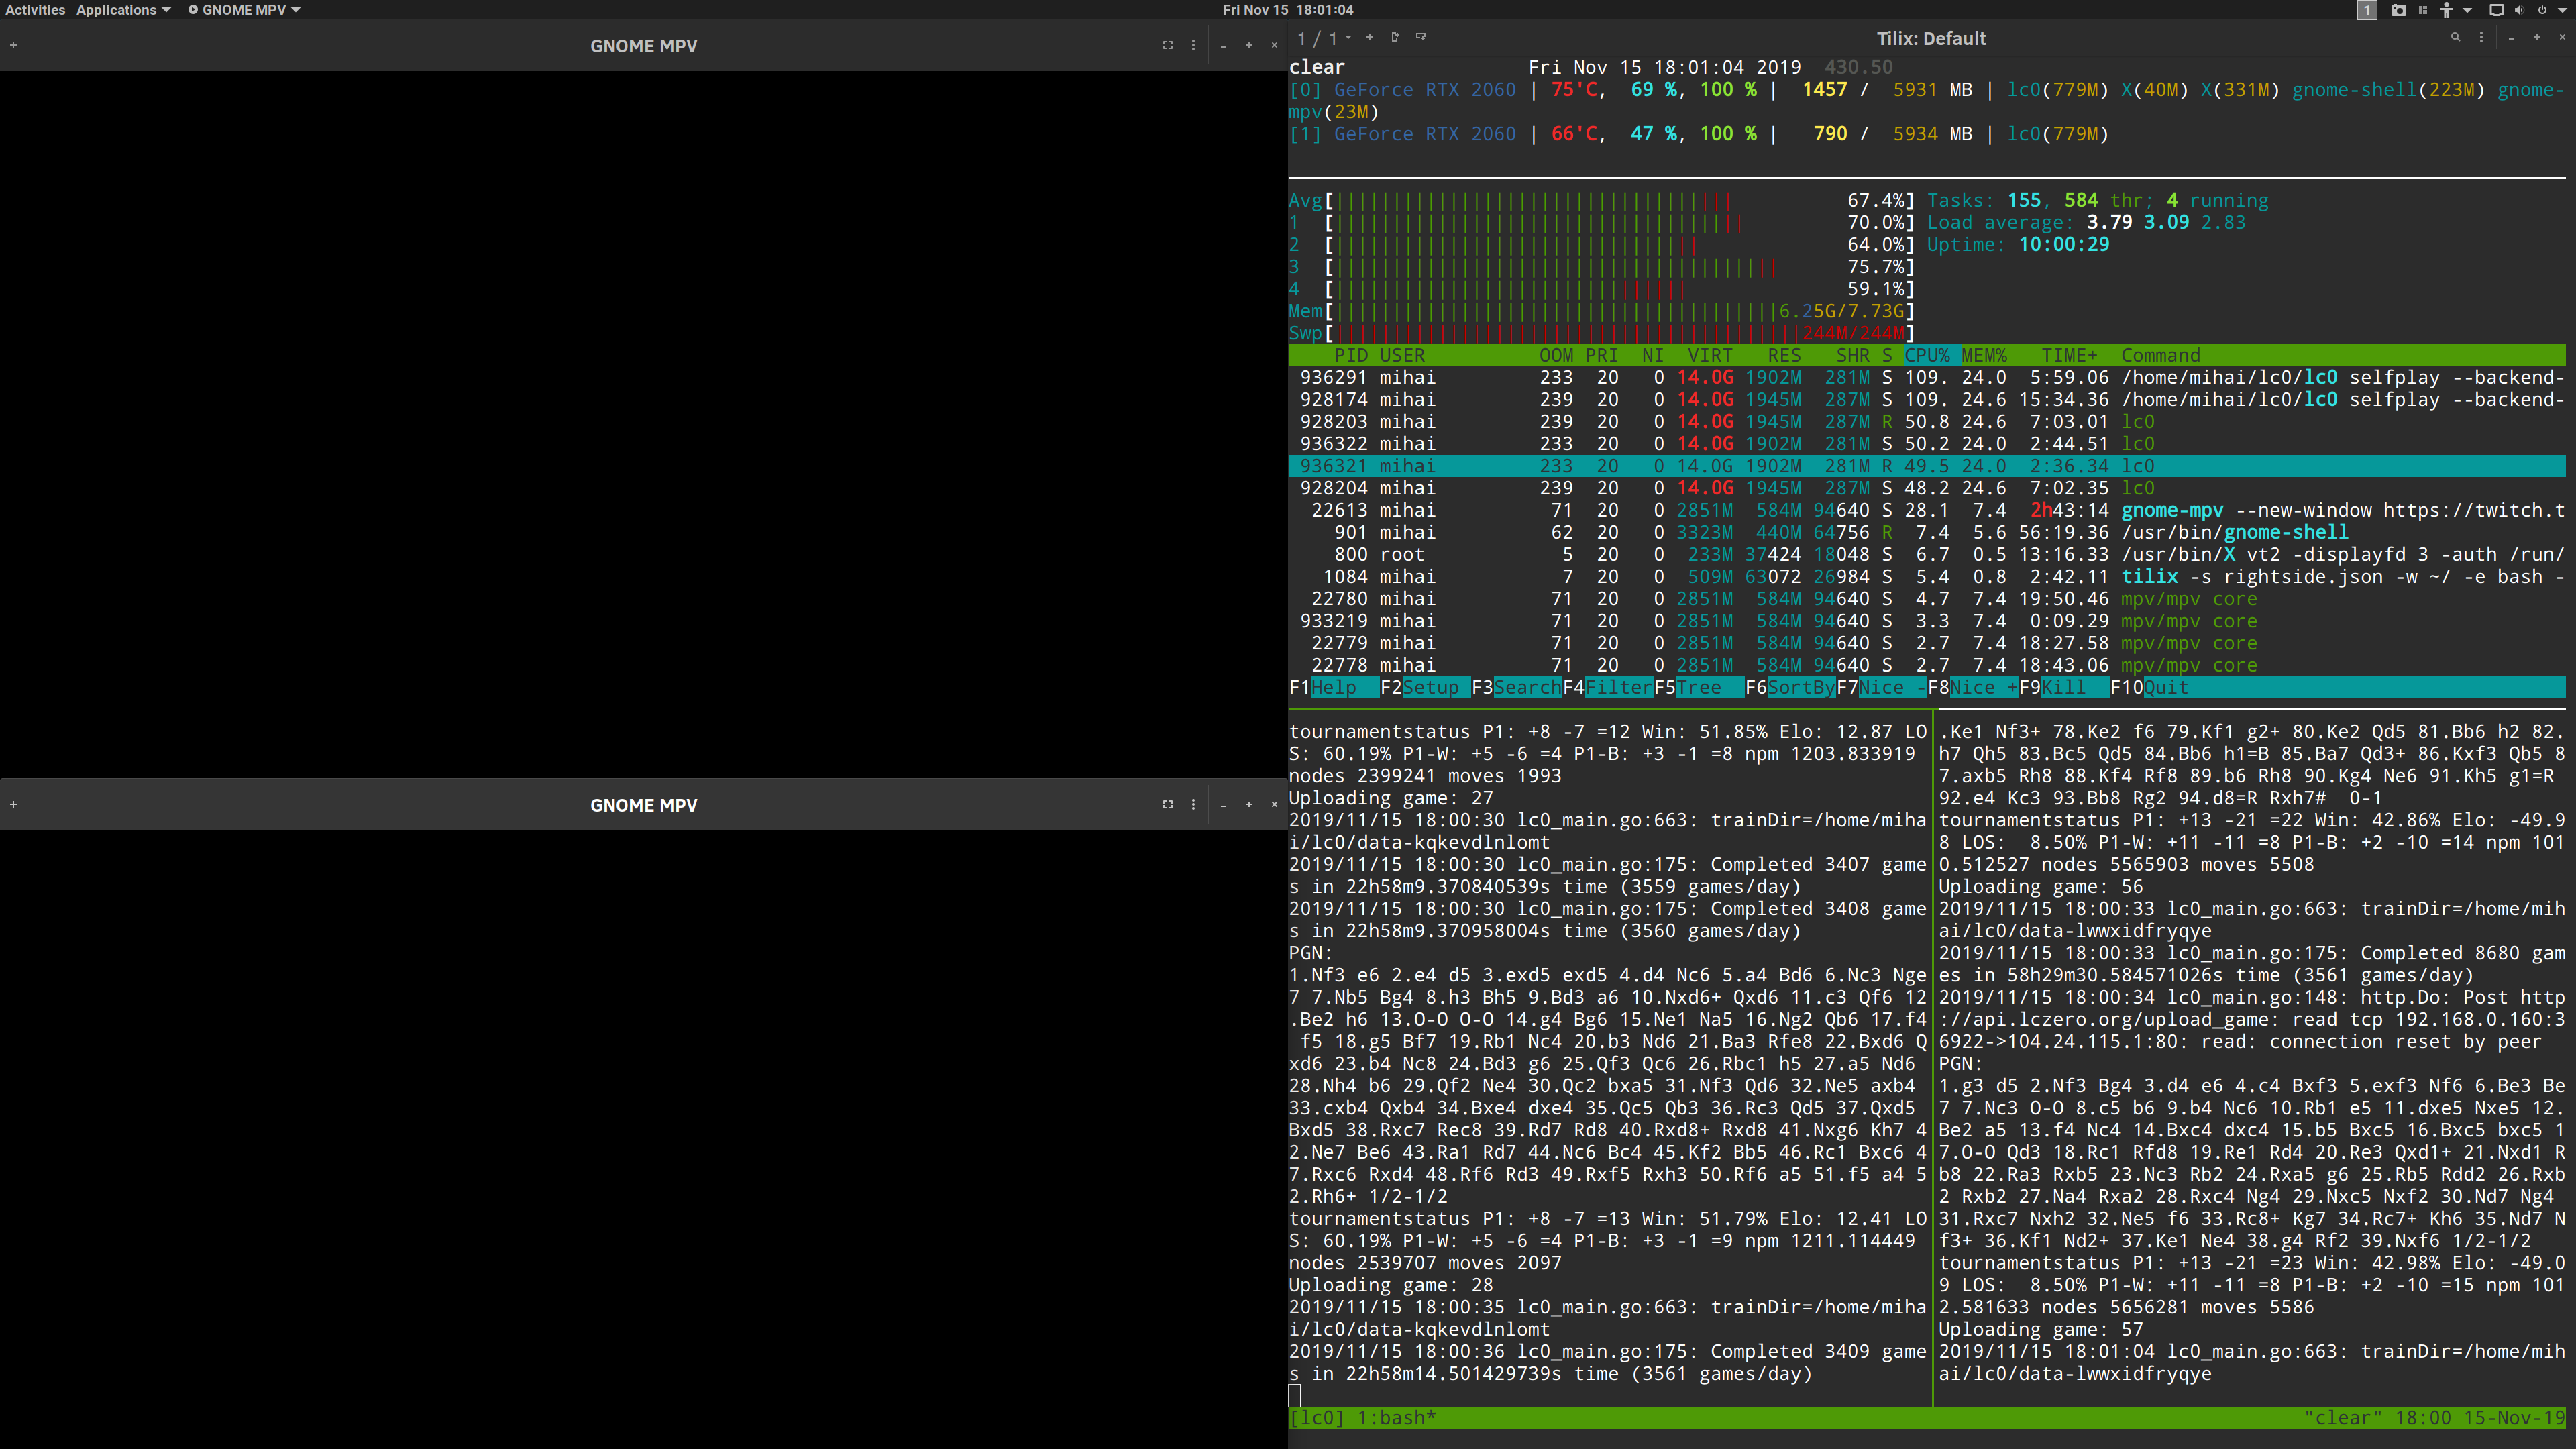 Activities Applications GNOME MPV Fri Nov 15 18:01:04 1
GNOME MPV
GNOME MPV
1 / 1 Tilix: Default
clear Fri Nov 15 18:01:04 2019 430.50
[0] GeForce RTX 2060 | 75'C, 69 %, 100 % | 1457 / 5931 MB | lc0(779M) X(40M) X(331M) gnome-shell(223M) gnome-
mpv(23M)
[1] GeForce RTX 2060 | 66'C, 47 %, 100 % | 790 / 5934 MB | lc0(779M)
Avg[ 67.4%] Tasks: 155, 584 thr; 4 running
1 [ 70.0%] Load average: 3.79 3.09 2.83
2 [ 64.0%] Uptime: 10:00:29
3 [ 75.7%]
4 [ 59.1%]
Mem[ 6.25G/7.73G]
Swp[ 244M/244M]
PID USER OOM PRI NI VIRT RES SHR S CPU% MEM% TIME+ Command
936291 mihai 233 20 0 14.0G 1902M 281M S 109. 24.0 5:59.06 /home/mihai/lc0/lc0 selfplay --backend-
928174 mihai 239 20 0 14.0G 1945M 287M S 109. 24.6 15:34.36 /home/mihai/lc0/lc0 selfplay --backend-
928203 mihai 239 20 0 14.0G 1945M 287M R 50.8 24.6 7:03.01 lc0
936322 mihai 233 20 0 14.0G 1902M 281M S 50.2 24.0 2:44.51 lc0
936321 mihai 233 20 0 14.0G 1902M 281M R 49.5 24.0 2:36.34 lc0
928204 mihai 239 20 0 14.0G 1945M 287M S 48.2 24.6 7:02.35 lc0
22613 mihai 71 20 0 2851M 584M 94640 S 28.1 7.4 2h43:14 gnome-mpv --new-window https://twitch.t
901 mihai 62 20 0 3323M 440M 64756 R 7.4 5.6 56:19.36 /usr/bin/gnome-shell
800 root 5 20 0 233M 37424 18048 S 6.7 0.5 13:16.33 /usr/bin/X vt2 -displayfd 3 -auth /run/
1084 mihai 7 20 0 509M 63072 26984 S 5.4 0.8 2:42.11 tilix -s rightside.json -w ~/ -e bash -
22780 mihai 71 20 0 2851M 584M 94640 S 4.7 7.4 19:50.46 mpv/mpv core
933219 mihai 71 20 0 2851M 584M 94640 S 3.3 7.4 0:09.29 mpv/mpv core
22779 mihai 71 20 0 2851M 584M 94640 S 2.7 7.4 18:27.58 mpv/mpv core
22778 mihai 71 20 0 2851M 584M 94640 S 2.7 7.4 18:43.06 mpv/mpv core
F1Help F2Setup F3SearchF4FilterF5Tree F6SortByF7Nice -F8Nice +F9Kill F10Quit
tournamentstatus P1: +8 -7 =12 Win: 51.85% Elo: 12.87 LO
S: 60.19% P1-W: +5 -6 =4 P1-B: +3 -1 =8 npm 1203.833919
nodes 2399241 moves 1993
Uploading game: 27
2019/11/15 18:00:30 lc0_main.go:663: trainDir=/home/miha
i/lc0/data-kqkevdlnlomt
2019/11/15 18:00:30 lc0_main.go:175: Completed 3407 game
s in 22h58m9.370840539s time (3559 games/day)
2019/11/15 18:00:30 lc0_main.go:175: Completed 3408 game
s in 22h58m9.370958004s time (3560 games/day)
PGN:
1.Nf3 e6 2.e4 d5 3.exd5 exd5 4.d4 Nc6 5.a4 Bd6 6.Nc3 Nge
7 7.Nb5 Bg4 8.h3 Bh5 9.Bd3 a6 10.Nxd6+ Qxd6 11.c3 Qf6 12
.Be2 h6 13.O-O O-O 14.g4 Bg6 15.Ne1 Na5 16.Ng2 Qb6 17.f4
f5 18.g5 Bf7 19.Rb1 Nc4 20.b3 Nd6 21.Ba3 Rfe8 22.Bxd6 Q
xd6 23.b4 Nc8 24.Bd3 g6 25.Qf3 Qc6 26.Rbc1 h5 27.a5 Nd6
28.Nh4 b6 29.Qf2 Ne4 30.Qc2 bxa5 31.Nf3 Qd6 32.Ne5 axb4
33.cxb4 Qxb4 34.Bxe4 dxe4 35.Qc5 Qb3 36.Rc3 Qd5 37.Qxd5
Bxd5 38.Rxc7 Rec8 39.Rd7 Rd8 40.Rxd8+ Rxd8 41.Nxg6 Kh7 4
2.Ne7 Be6 43.Ra1 Rd7 44.Nc6 Bc4 45.Kf2 Bb5 46.Rc1 Bxc6 4
7.Rxc6 Rxd4 48.Rf6 Rd3 49.Rxf5 Rxh3 50.Rf6 a5 51.f5 a4 5
2.Rh6+ 1/2-1/2
tournamentstatus P1: +8 -7 =13 Win: 51.79% Elo: 12.41 LO
S: 60.19% P1-W: +5 -6 =4 P1-B: +3 -1 =9 npm 1211.114449
nodes 2539707 moves 2097
Uploading game: 28
2019/11/15 18:00:35 lc0_main.go:663: trainDir=/home/miha
i/lc0/data-kqkevdlnlomt
2019/11/15 18:00:36 lc0_main.go:175: Completed 3409 game
s in 22h58m14.501429739s time (3561 games/day)
.Ke1 Nf3+ 78.Ke2 f6 79.Kf1 g2+ 80.Ke2 Qd5 81.Bb6 h2 82.
h7 Qh5 83.Bc5 Qd5 84.Bb6 h1=B 85.Ba7 Qd3+ 86.Kxf3 Qb5 8
7.axb5 Rh8 88.Kf4 Rf8 89.b6 Rh8 90.Kg4 Ne6 91.Kh5 g1=R
92.e4 Kc3 93.Bb8 Rg2 94.d8=R Rxh7# 0-1
tournamentstatus P1: +13 -21 =22 Win: 42.86% Elo: -49.9
8 LOS: 8.50% P1-W: +11 -11 =8 P1-B: +2 -10 =14 npm 101
0.512527 nodes 5565903 moves 5508
Uploading game: 56
2019/11/15 18:00:33 lc0_main.go:663: trainDir=/home/mih
ai/lc0/data-lwwxidfryqye
2019/11/15 18:00:33 lc0_main.go:175: Completed 8680 gam
es in 58h29m30.584571026s time (3561 games/day)
2019/11/15 18:00:34 lc0_main.go:148: http.Do: Post http
://api.lczero.org/upload_game: read tcp 192.168.0.160:3
6922->104.24.115.1:80: read: connection reset by peer
PGN:
1.g3 d5 2.Nf3 Bg4 3.d4 e6 4.c4 Bxf3 5.exf3 Nf6 6.Be3 Be
7 7.Nc3 O-O 8.c5 b6 9.b4 Nc6 10.Rb1 e5 11.dxe5 Nxe5 12.
Be2 a5 13.f4 Nc4 14.Bxc4 dxc4 15.b5 Bxc5 16.Bxc5 bxc5 1
7.O-O Qd3 18.Rc1 Rfd8 19.Re1 Rd4 20.Re3 Qxd1+ 21.Nxd1 R
b8 22.Ra3 Rxb5 23.Nc3 Rb2 24.Rxa5 g6 25.Rb5 Rdd2 26.Rxb
2 Rxb2 27.Na4 Rxa2 28.Rxc4 Ng4 29.Nxc5 Nxf2 30.Nd7 Ng4
31.Rxc7 Nxh2 32.Ne5 f6 33.Rc8+ Kg7 34.Rc7+ Kh6 35.Nd7 N
f3+ 36.Kf1 Nd2+ 37.Ke1 Ne4 38.g4 Rf2 39.Nxf6 1/2-1/2
tournamentstatus P1: +13 -21 =23 Win: 42.98% Elo: -49.0
9 LOS: 8.50% P1-W: +11 -11 =8 P1-B: +2 -10 =15 npm 101
2.581633 nodes 5656281 moves 5586
Uploading game: 57
2019/11/15 18:01:04 lc0_main.go:663: trainDir=/home/mih
ai/lc0/data-lwwxidfryqye
[lc0] 1:bash* "clear" 18:00 15-Nov-19